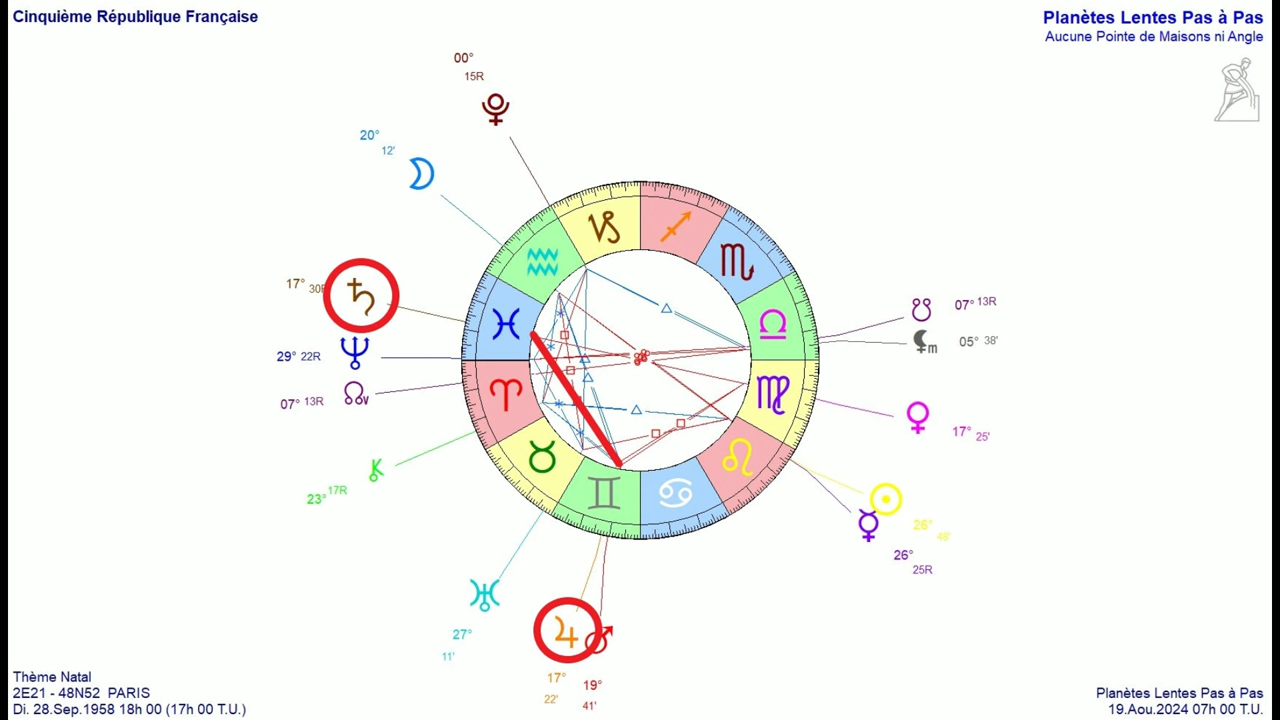 Cinquième République Française
Planètes Lentes Pas à Pas
Aucune Pointe de Maisons ni Angle
00°
15R
20°
12'
17°
29° 22R
07° 13R
23° 17R
27°
11'
17°
22'
19°
41'
07° 13R
05° 38'
17° 25'
26°
26°
25R
Thème Natal
2E21 - 48N52 PARIS
Di. 28.Sep.1958 18h 00 (17h 00 T.U.)
Planètes Lentes Pas à Pas
19.Aou.2024 07h 00 T.U.